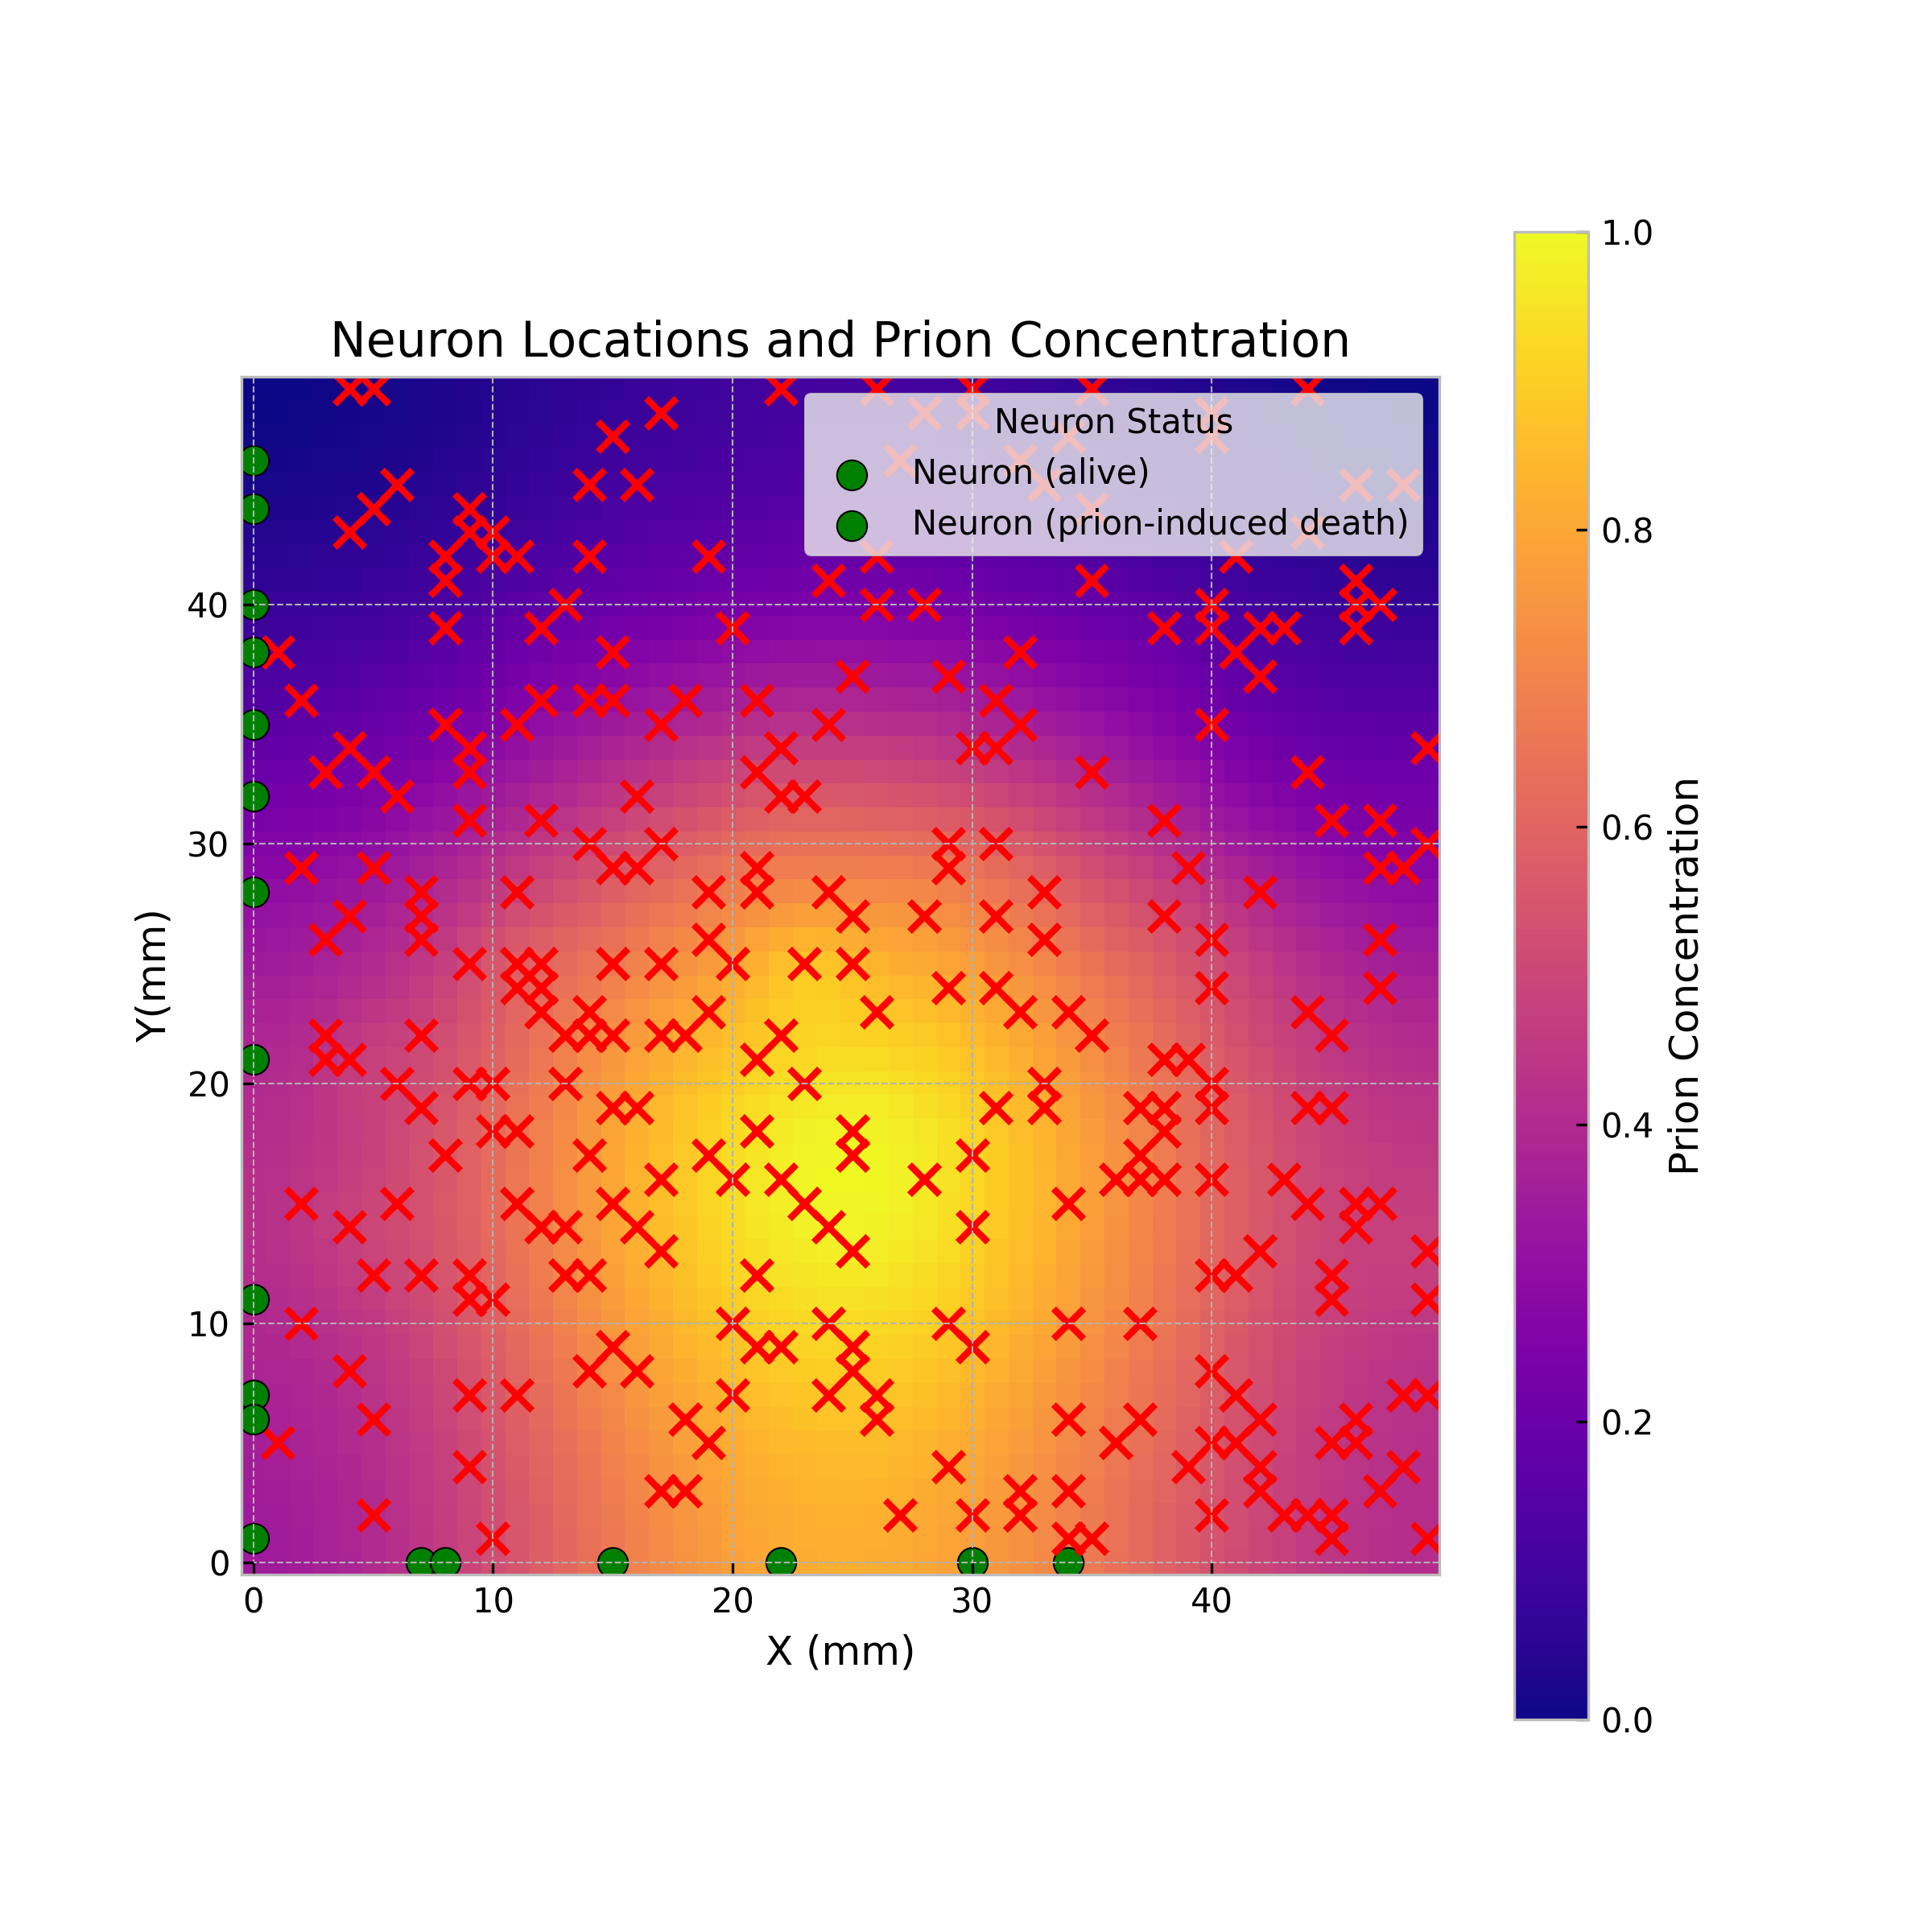 Neuron Locations and Prion Concentration
Neuron Status
Neuron (alive)
Neuron (prion-induced death)
Y(mm)
40
30
20
10
0
0 10 20 30 40
X (mm)
1.0
0.8
0.6
0.4
0.2
0.0
Prion Concentration